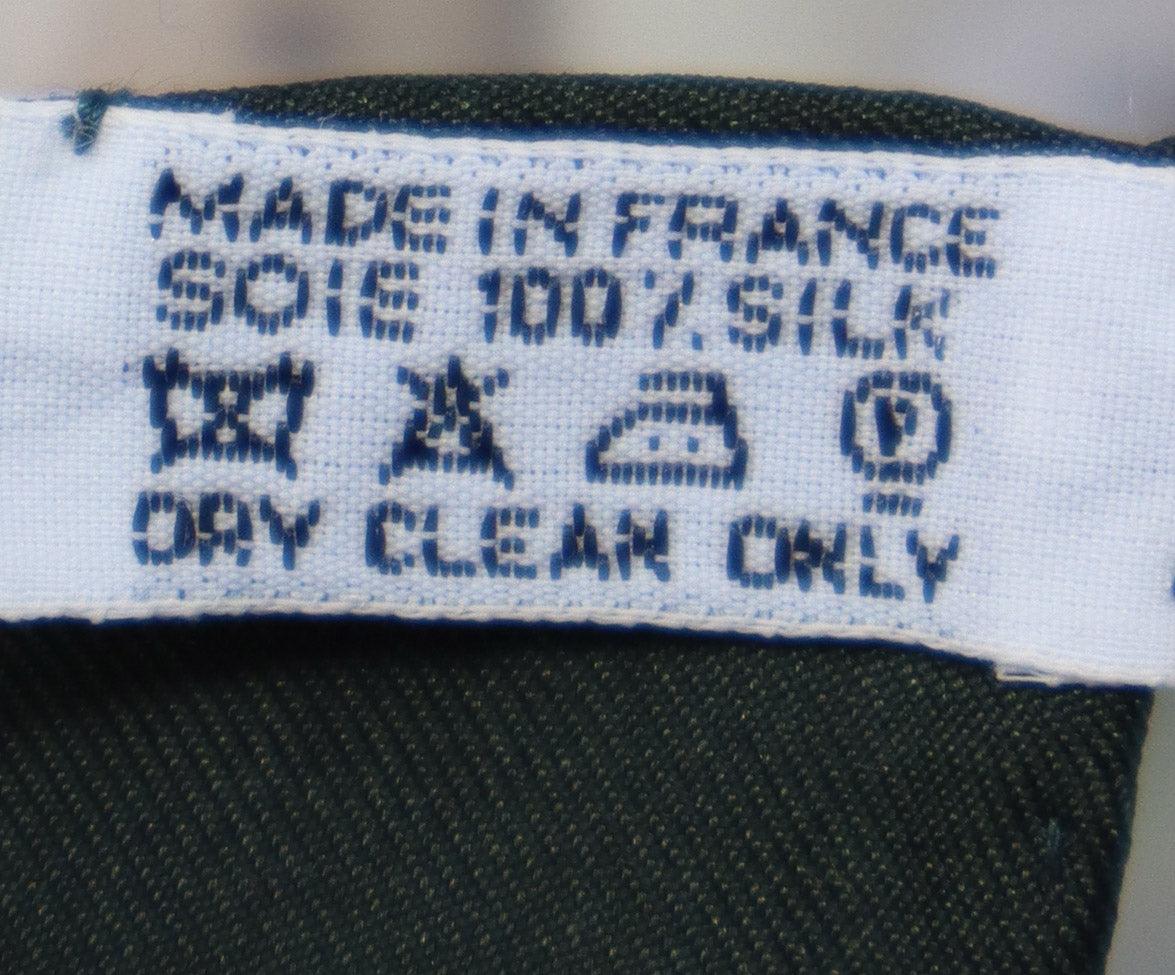 MADE IN FRANCE
SOIE 100% SILK
P
DRY CLEAN ONLY